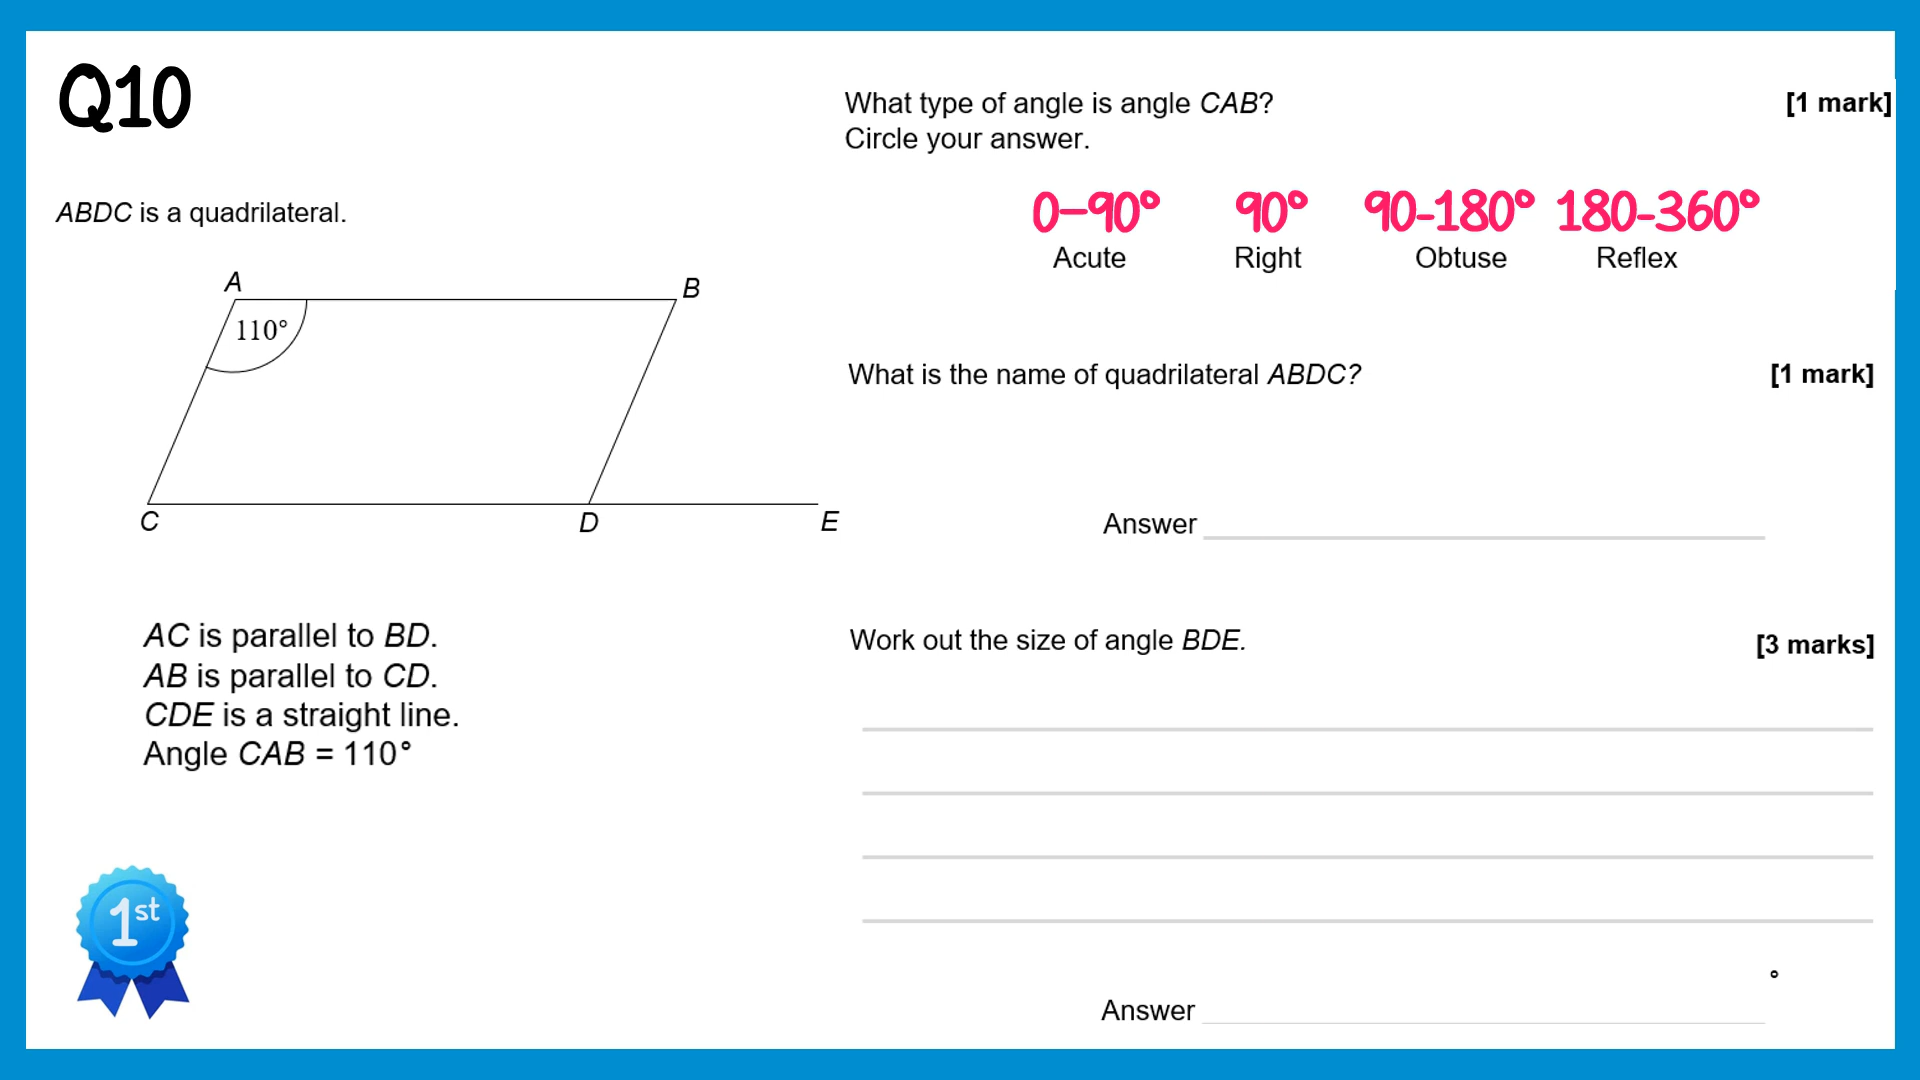 Q10
ABDC is a quadrilateral.
A
B
110°
C
D
E
AC is parallel to BD.
AB is parallel to CD.
CDE is a straight line.
Angle CAB = 110°
1st
What type of angle is angle CAB? [1 mark]
Circle your answer.
0-90° 90° 90-180° 180-360°
Acute Right Obtuse Reflex
What is the name of quadrilateral ABDC? [1 mark]
Answer
Work out the size of angle BDE. [3 marks]
°
Answer